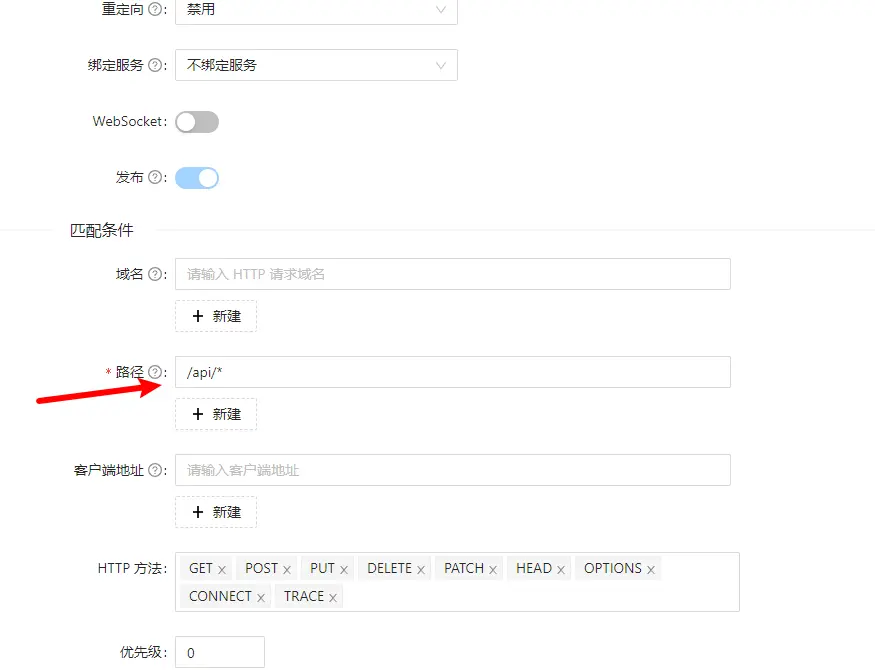 重定向 ?: 禁用
绑定服务 ?: 不绑定服务
WebSocket:
发布 ?:
匹配条件
域名 ?: 请输入 HTTP 请求域名
+ 新建
* 路径 ?: /api/*
+ 新建
客户端地址 ?: 请输入客户端地址
+ 新建
HTTP 方法: GET x POST x PUT x DELETE x PATCH x HEAD x OPTIONS x
CONNECT x TRACE x
优先级: 0